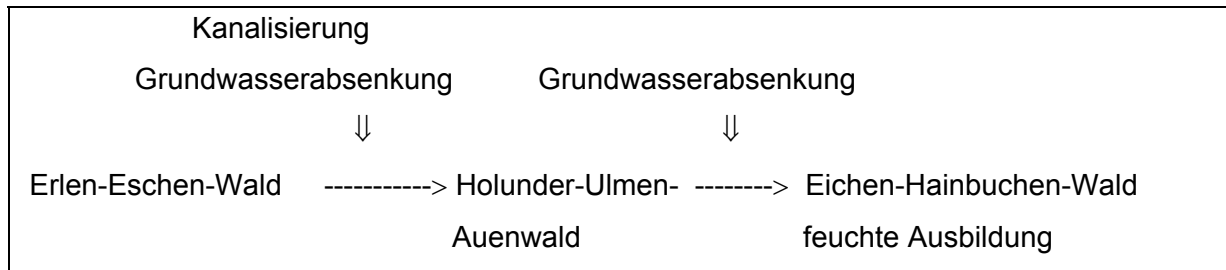 Kanalisierung
Grundwasserabsenkung Grundwasserabsenkung
⇓ ⇓
Erlen-Eschen-Wald -----------> Holunder-Ulmen- --------> Eichen-Hainbuchen-Wald
Auenwald feuchte Ausbildung